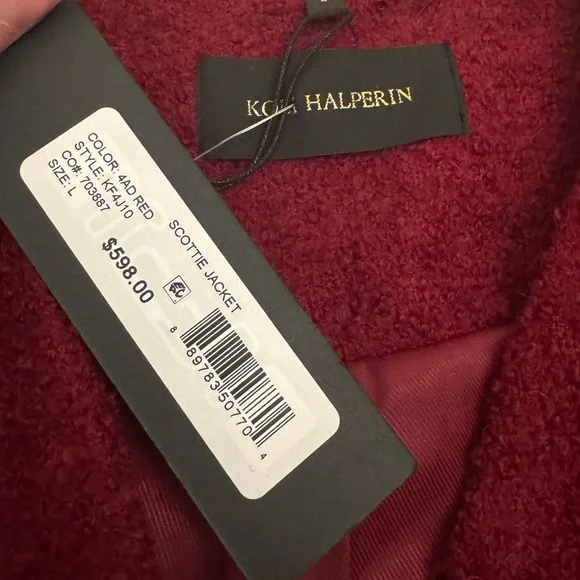 KOBI HALPERIN
COLOR: 4AD RED
STYLE: KF4J10
CO#: 703887
SIZE: L
SCOTTIE JACKET
$598.00
8 89783 50770 4